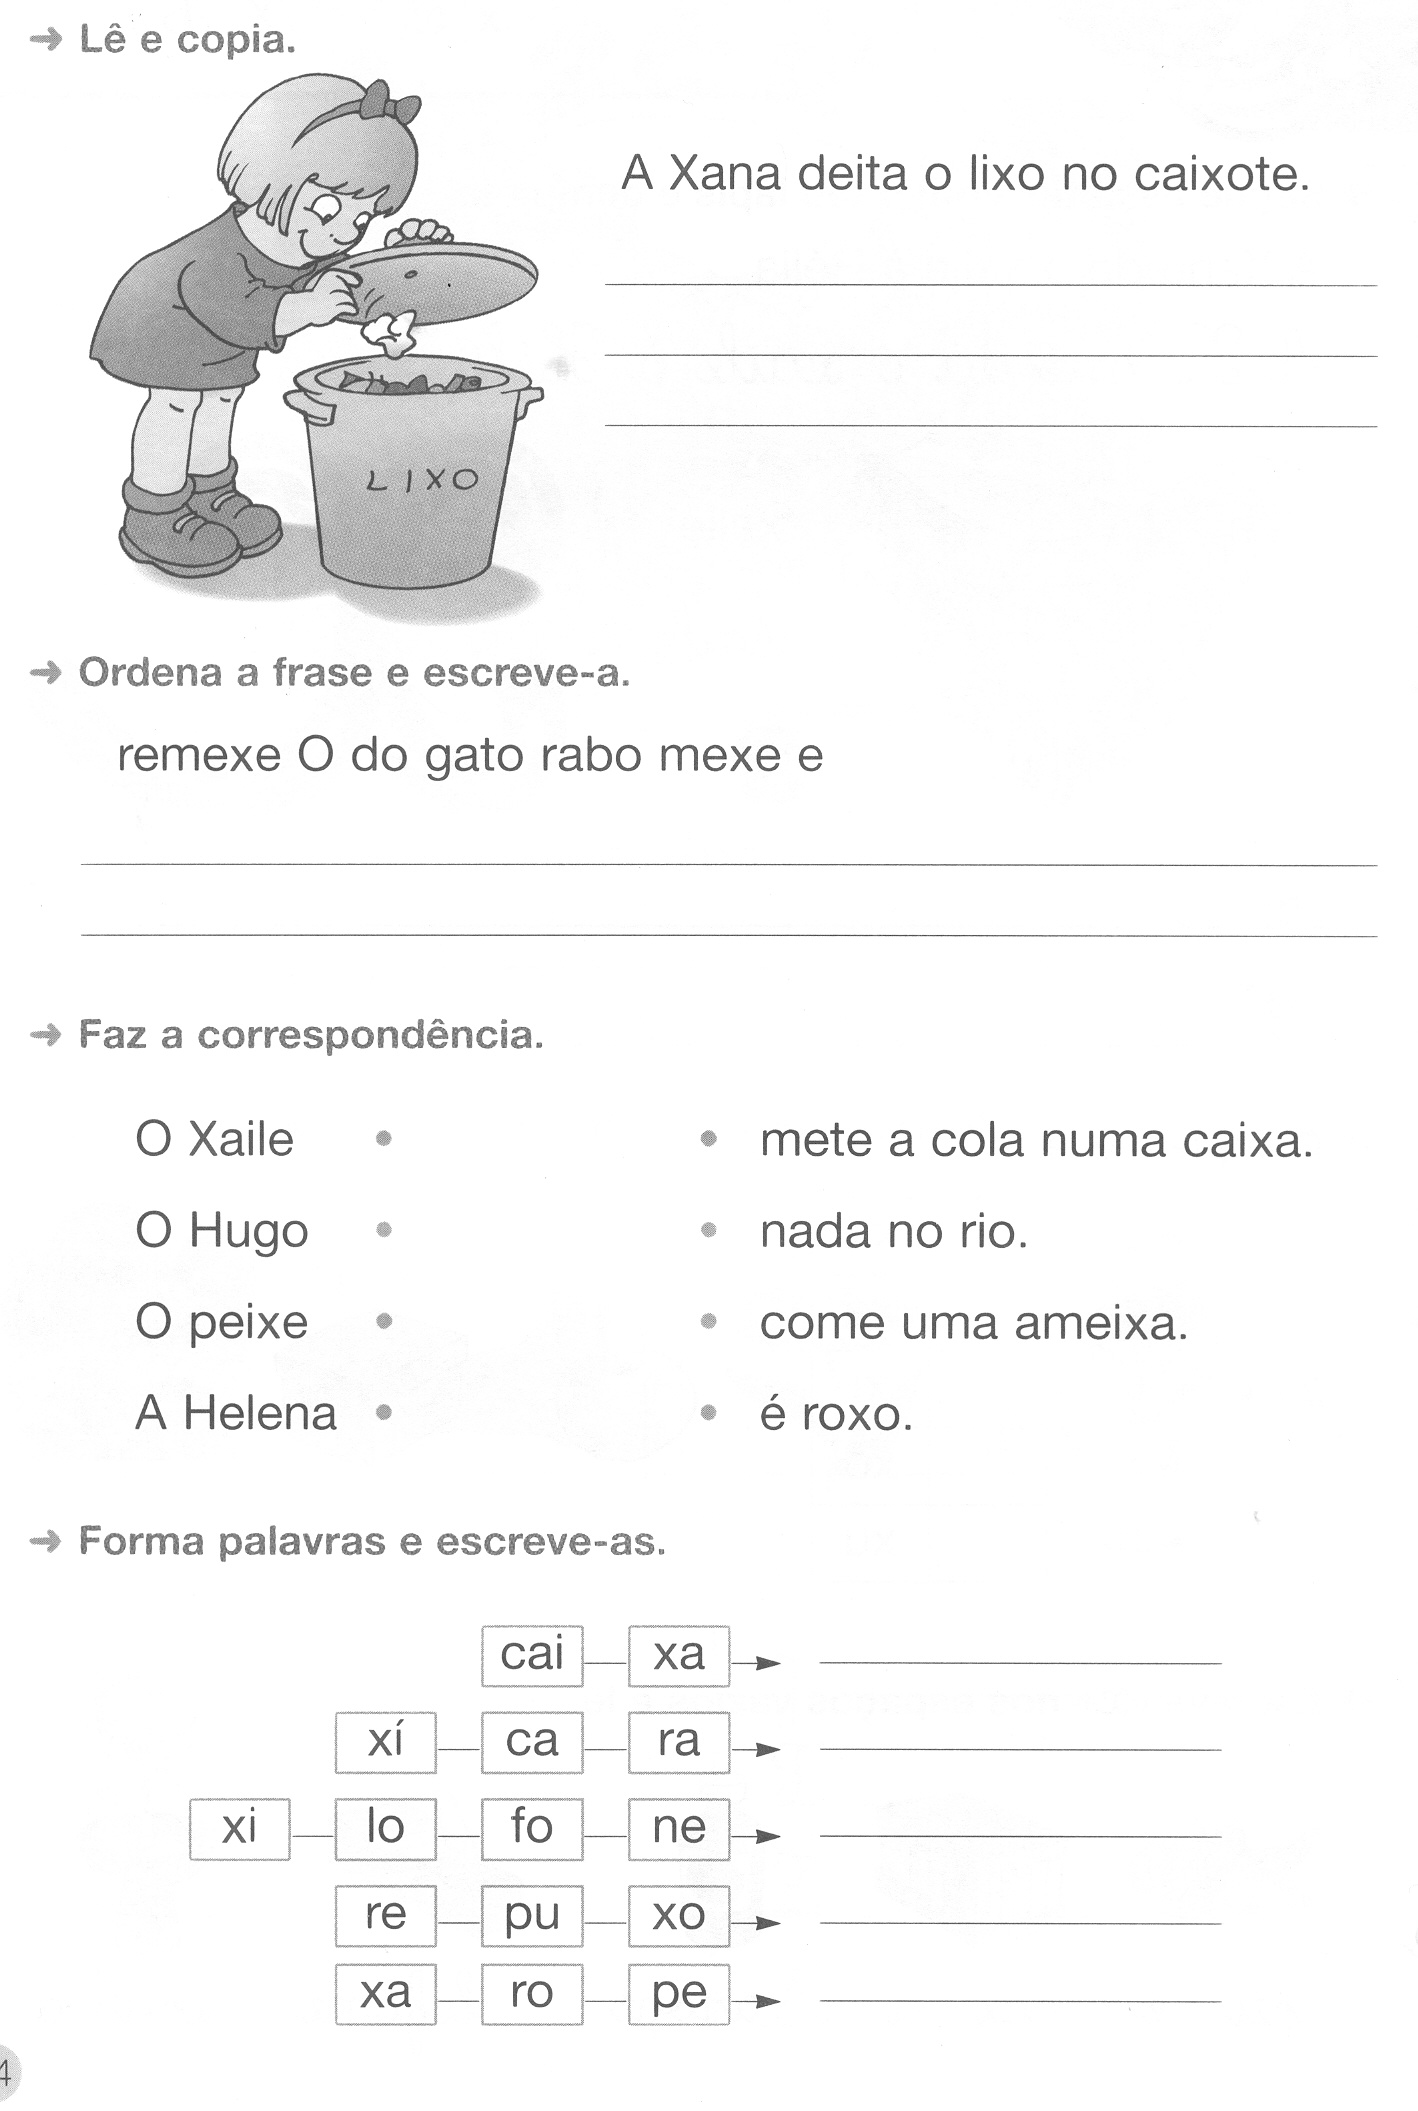 ➜ Lê e copia.
A Xana deita o lixo no caixote.
LIXO
➜ Ordena a frase e escreve-a.
remexe O do gato rabo mexe e
➜ Faz a correspondência.
O Xaile • • mete a cola numa caixa.
O Hugo • • nada no rio.
O peixe • • come uma ameixa.
A Helena • • é roxo.
➜ Forma palavras e escreve-as.
cai xa
xí ca ra
xi lo fo ne
re pu xo
xa ro pe
4